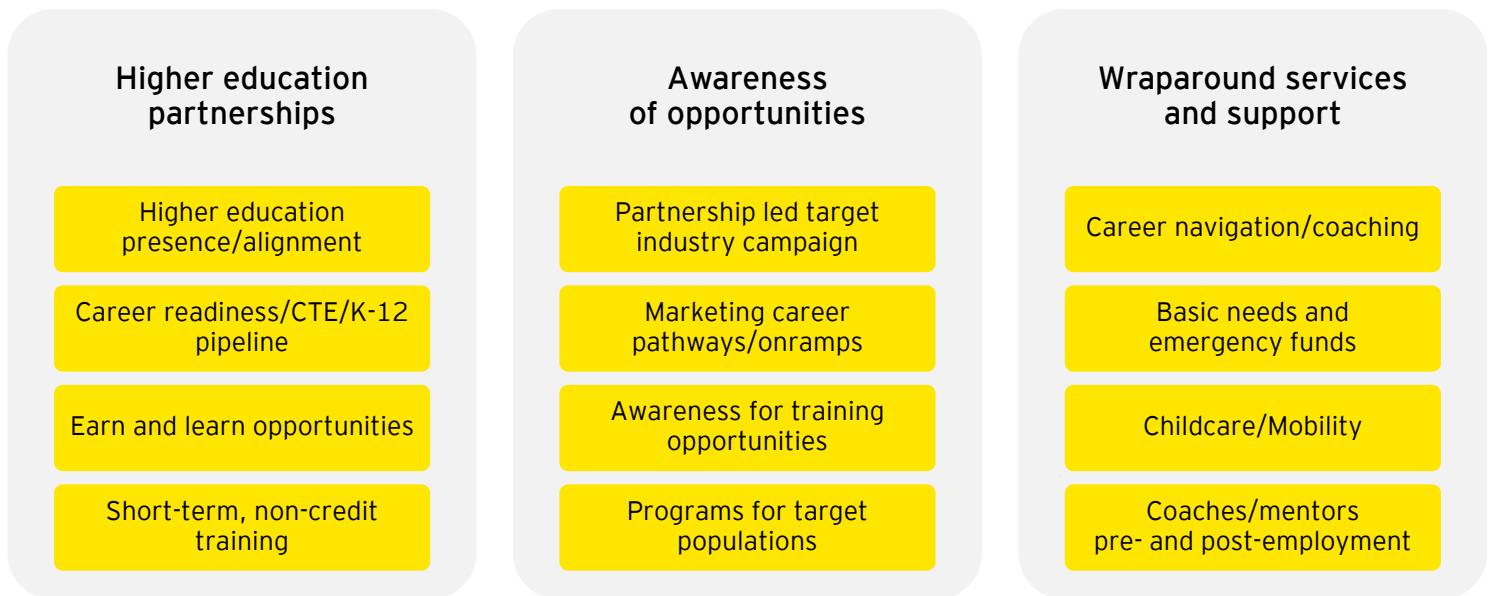 Higher education
partnerships
Higher education
presence/alignment
Career readiness/CTE/K-12
pipeline
Earn and learn opportunities
Short-term, non-credit
training
Awareness
of opportunities
Partnership led target
industry campaign
Marketing career
pathways/onramps
Awareness for training
opportunities
Programs for target
populations
Wraparound services
and support
Career navigation/coaching
Basic needs and
emergency funds
Childcare/Mobility
Coaches/mentors
pre- and post-employment